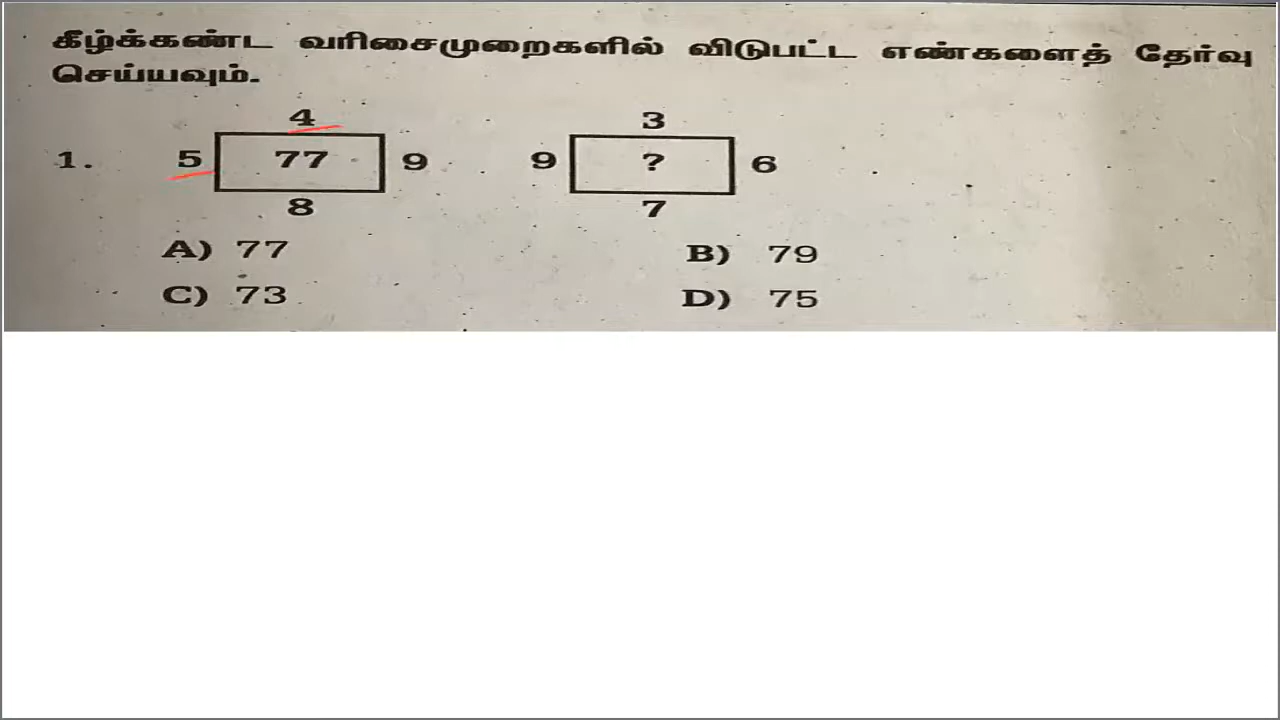 கீழ்க்கண்ட வரிசைமுறைகளில் விடுபட்ட எண்களைத் தேர்வு
செய்யவும்.
4 3
1. 5 77 9 9 ? 6
8 7
A) 77 B) 79
C) 73 D) 75